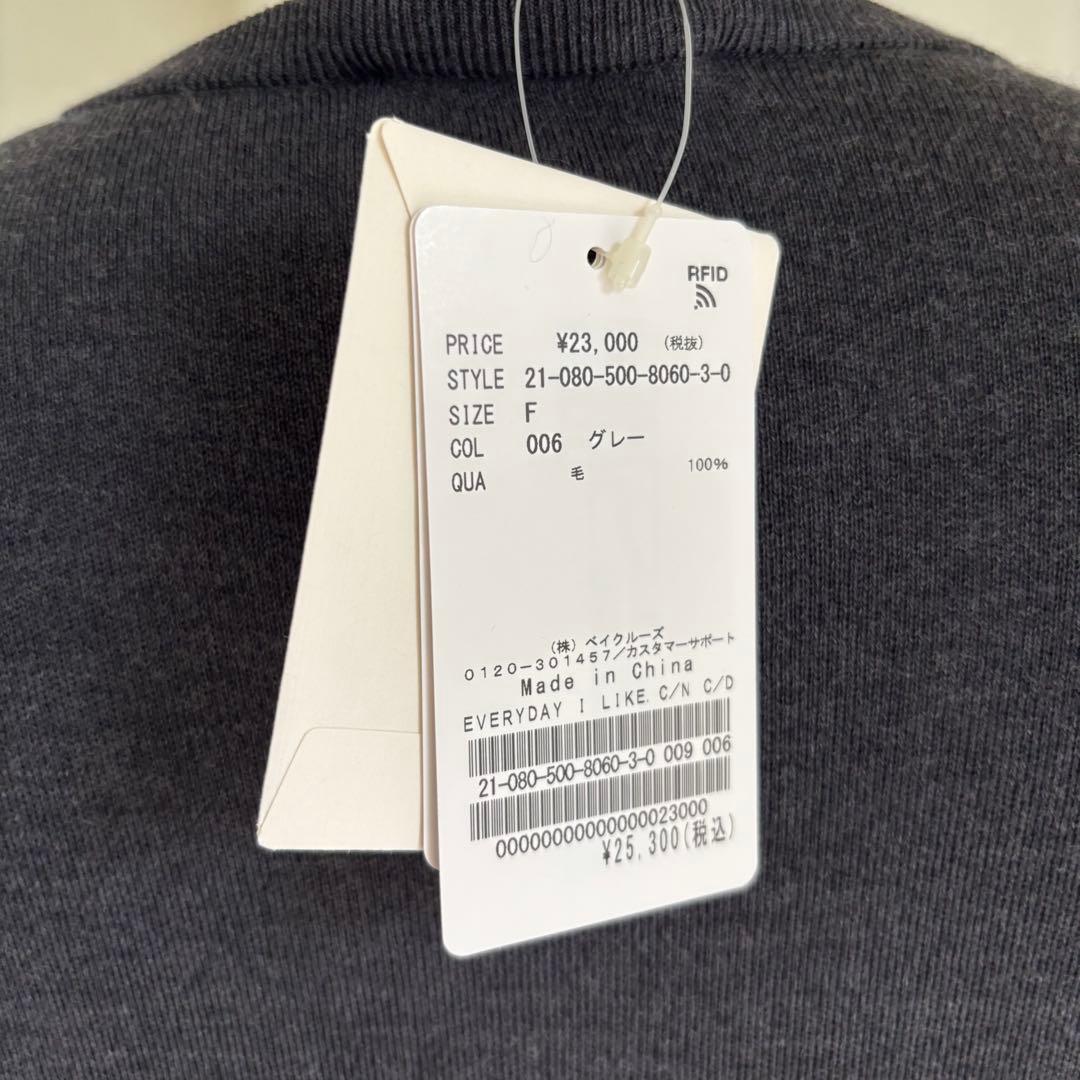 RFID
PRICE ¥23,000 (税抜)
STYLE 21-080-500-8060-3-0
SIZE F
COL 006 グレー
QUA 毛 100%
(株) ベイクルーズ
0120-301457/カスタマーサポート
Made in China
EVERYDAY I LIKE. C/N C/D
21-080-500-8060-3-0 009 006
00000000000000023000
¥25,300(税込)